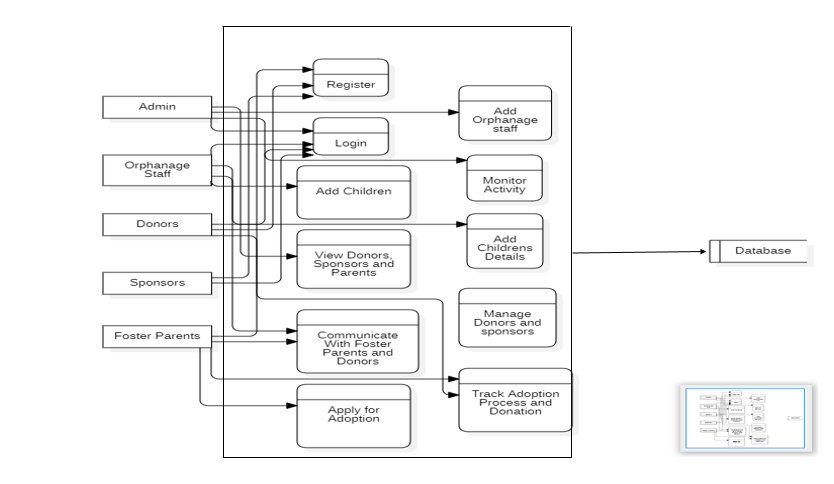 Register
Admin
Add
Orphanage
staff
Login
Orphanage
Staff
Monitor
Activity
Add Children
Donors
Add
Childrens
Details
View Donors,
Sponsors and
Parents
Database
Sponsors
Manage
Donors and
sponsors
Foster Parents
Communicate
With Foster
Parents and
Donors
Track Adoption
Process and
Donation
Apply for
Adoption